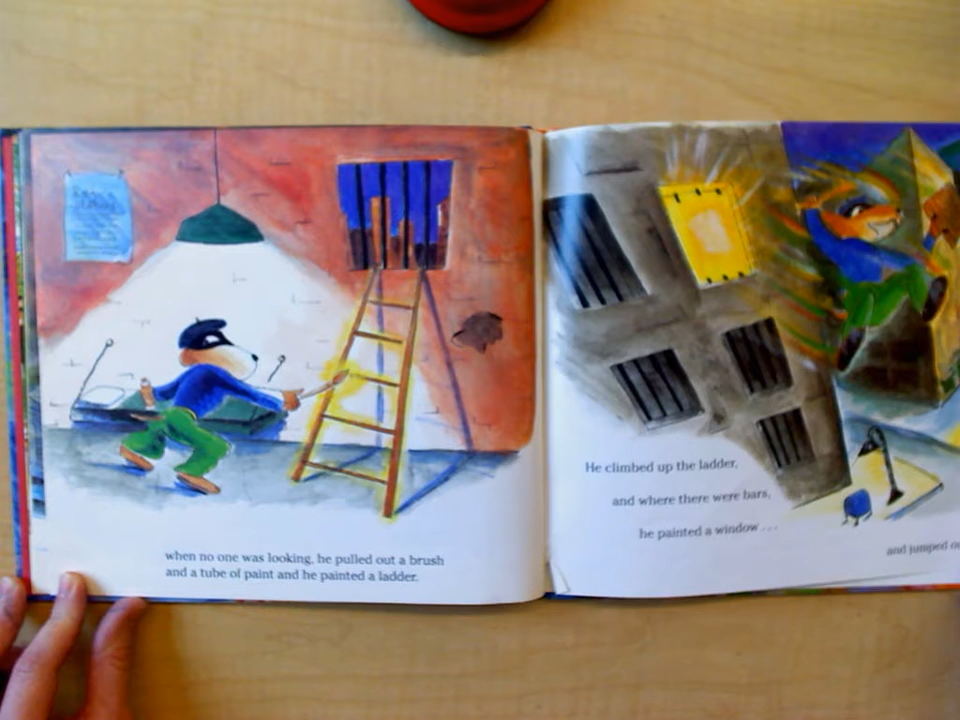 when no one was looking, he pulled out a brush
and a tube of paint and he painted a ladder.
He climbed up the ladder,
and where there were bars,
he painted a window . . .
and jumped